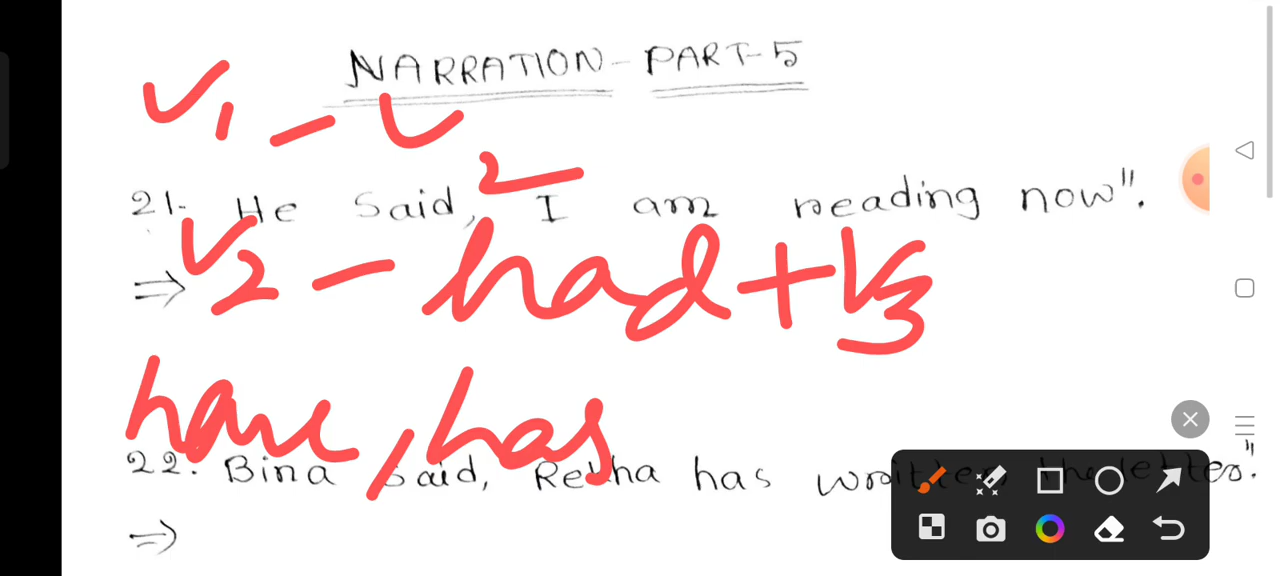 NARRATION - PART-5
V1 - V2 -
21. He Said, I am reading now".
⇒
V2 - had + V3
have, has
22. Bina Said, Rekha has written the letter."
⇒